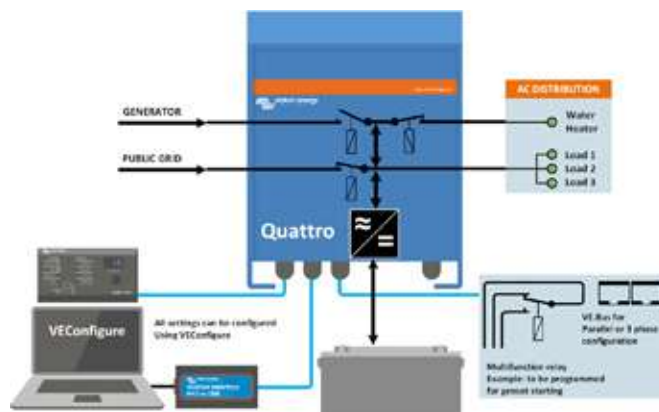 GENERATOR
PUBLIC GRID
victron energy
Quattro
AC DISTRIBUTION
Water
Heater
Load 1
Load 2
Load 3
VEConfigure
All settings can be configured
Using VEConfigure
VE.Bus for
Parallel or 3 phase
configuration
Multifunction relay
Example: to be programmed
for genset starting